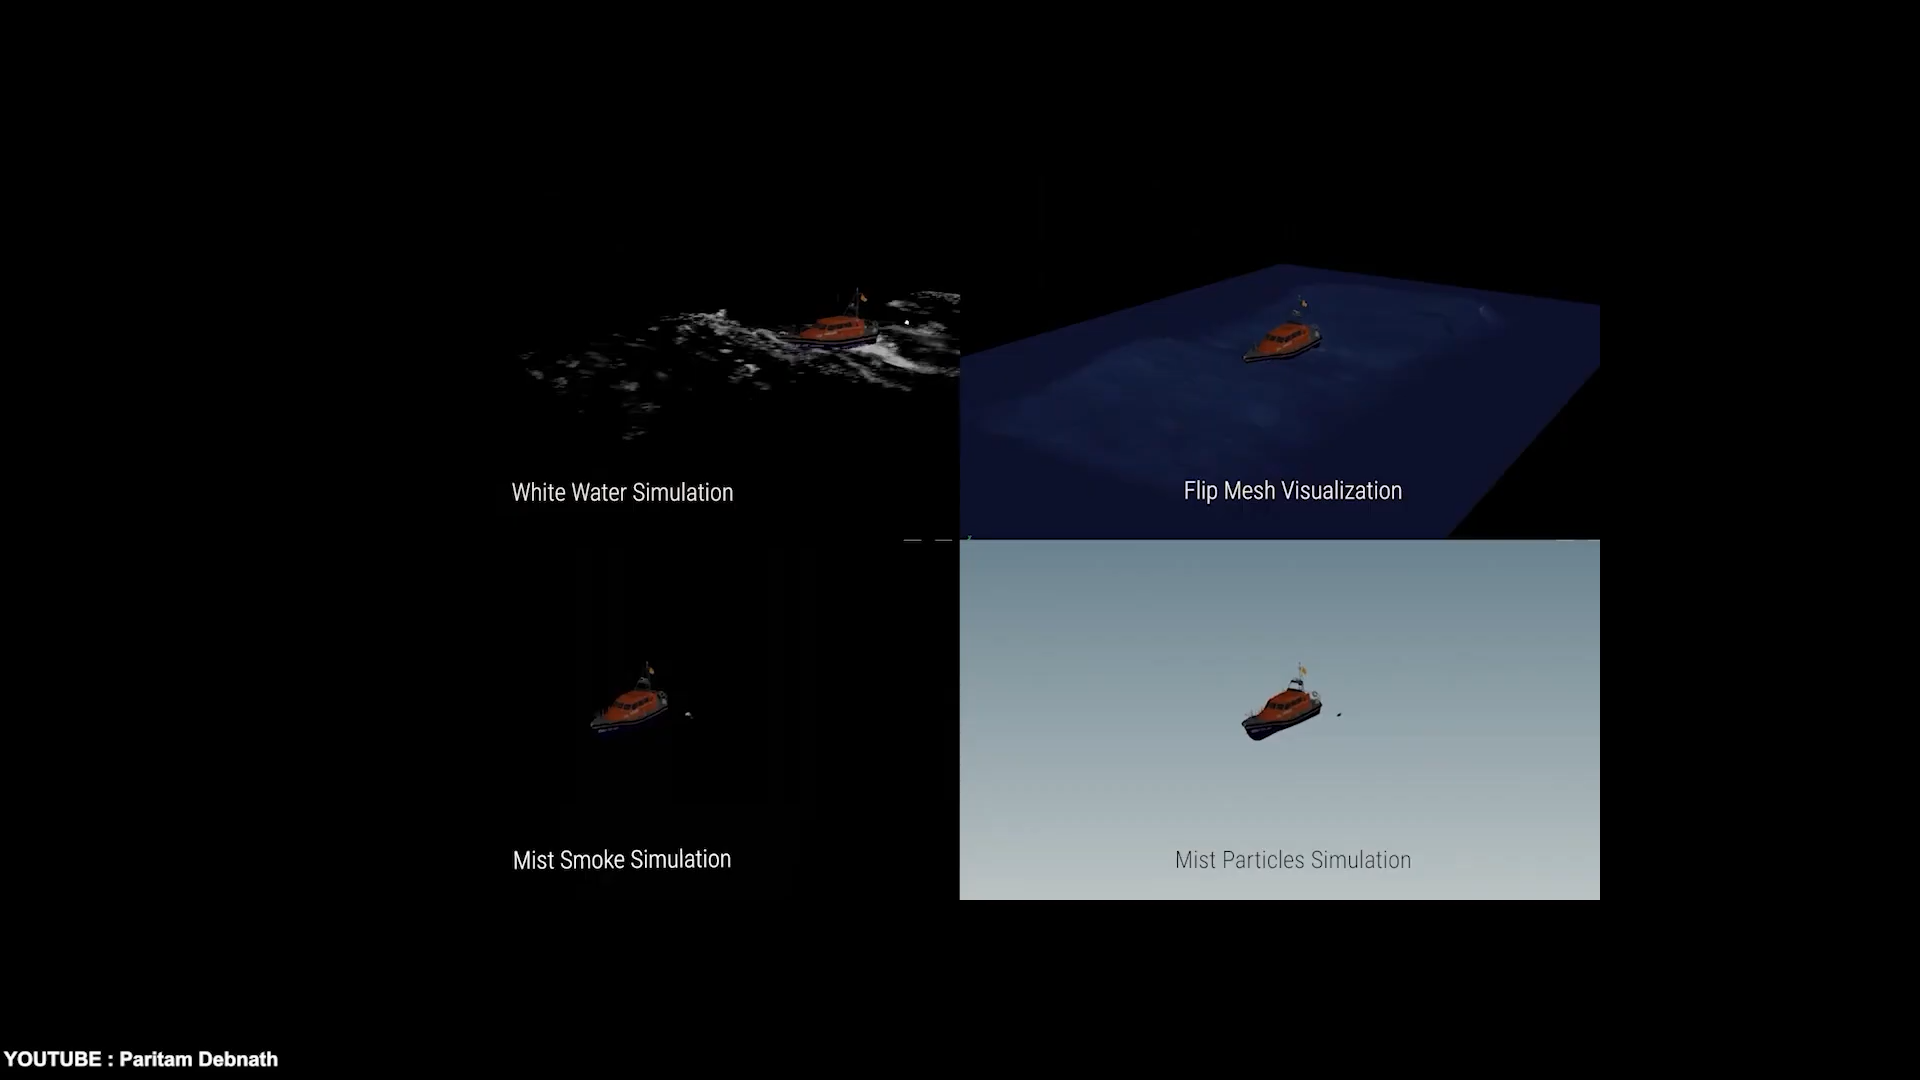 White Water Simulation
Flip Mesh Visualization
Mist Smoke Simulation
Mist Particles Simulation
YOUTUBE : Paritam Debnath